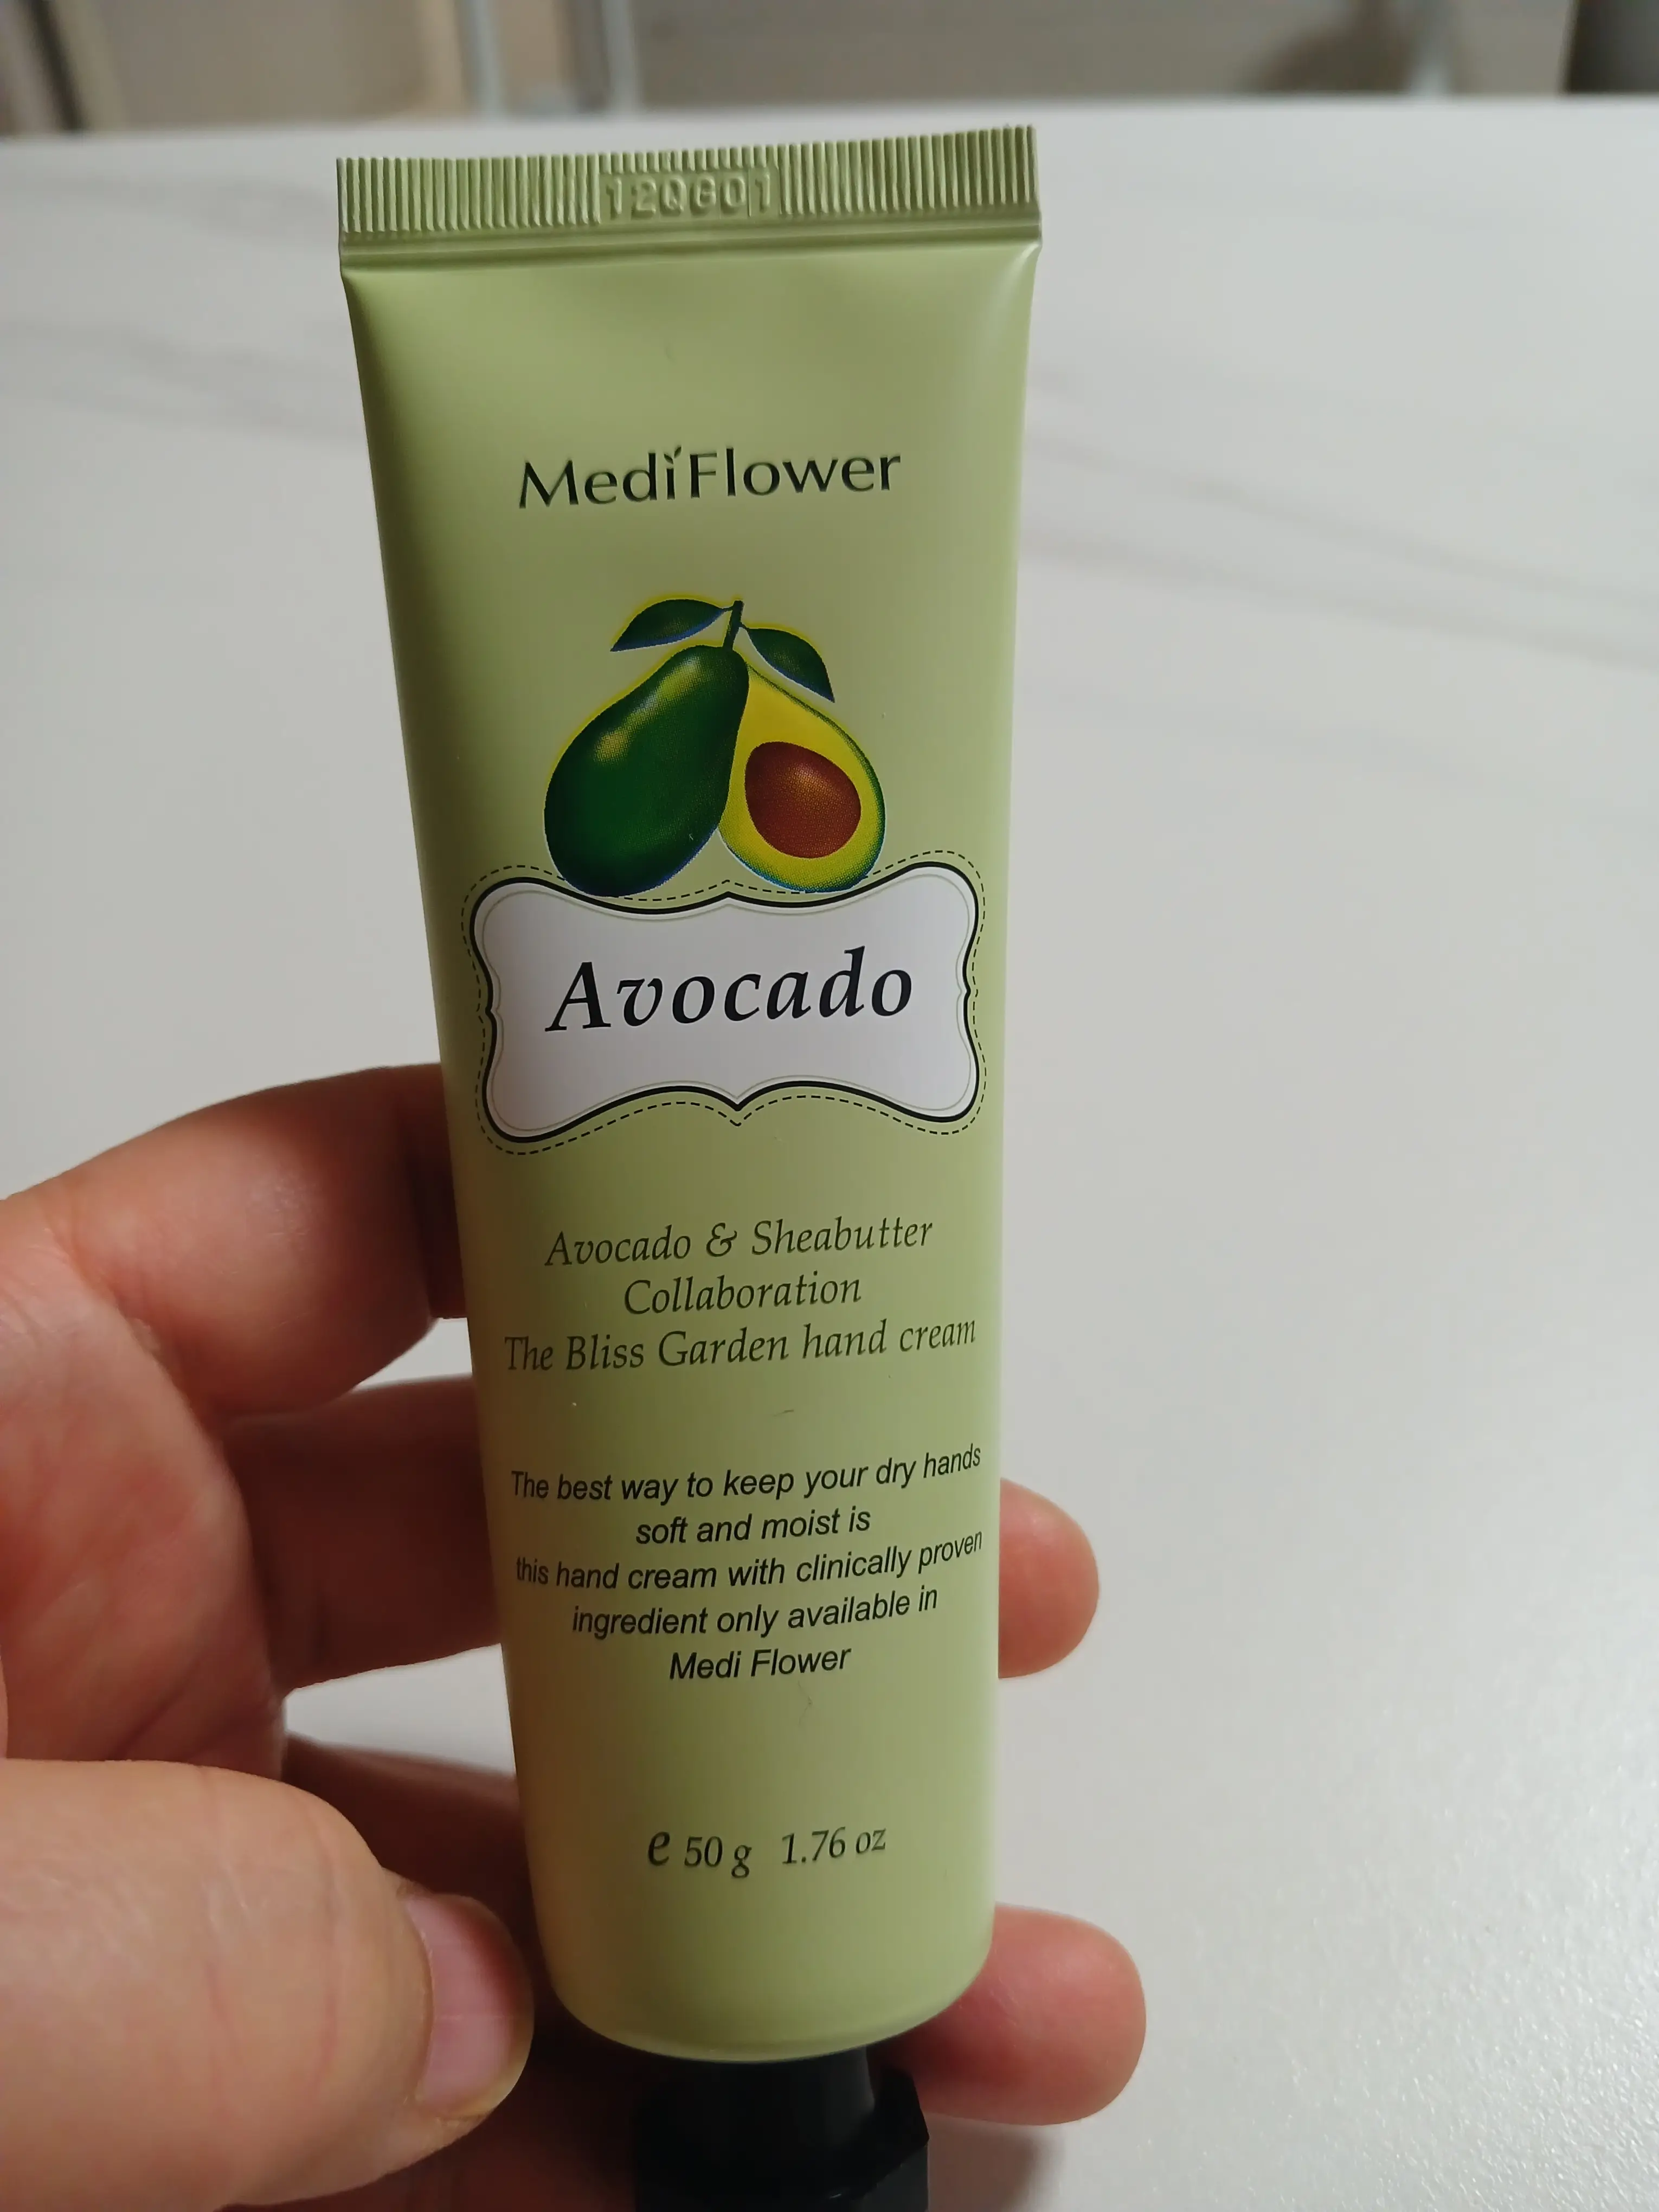 12QG01
MediFlower
Avocado
Avocado & Sheabutter
Collaboration
The Bliss Garden hand cream
The best way to keep your dry hands
soft and moist is
this hand cream with clinically proven
ingredient only available in
Medi Flower
e 50 g 1.76 oz